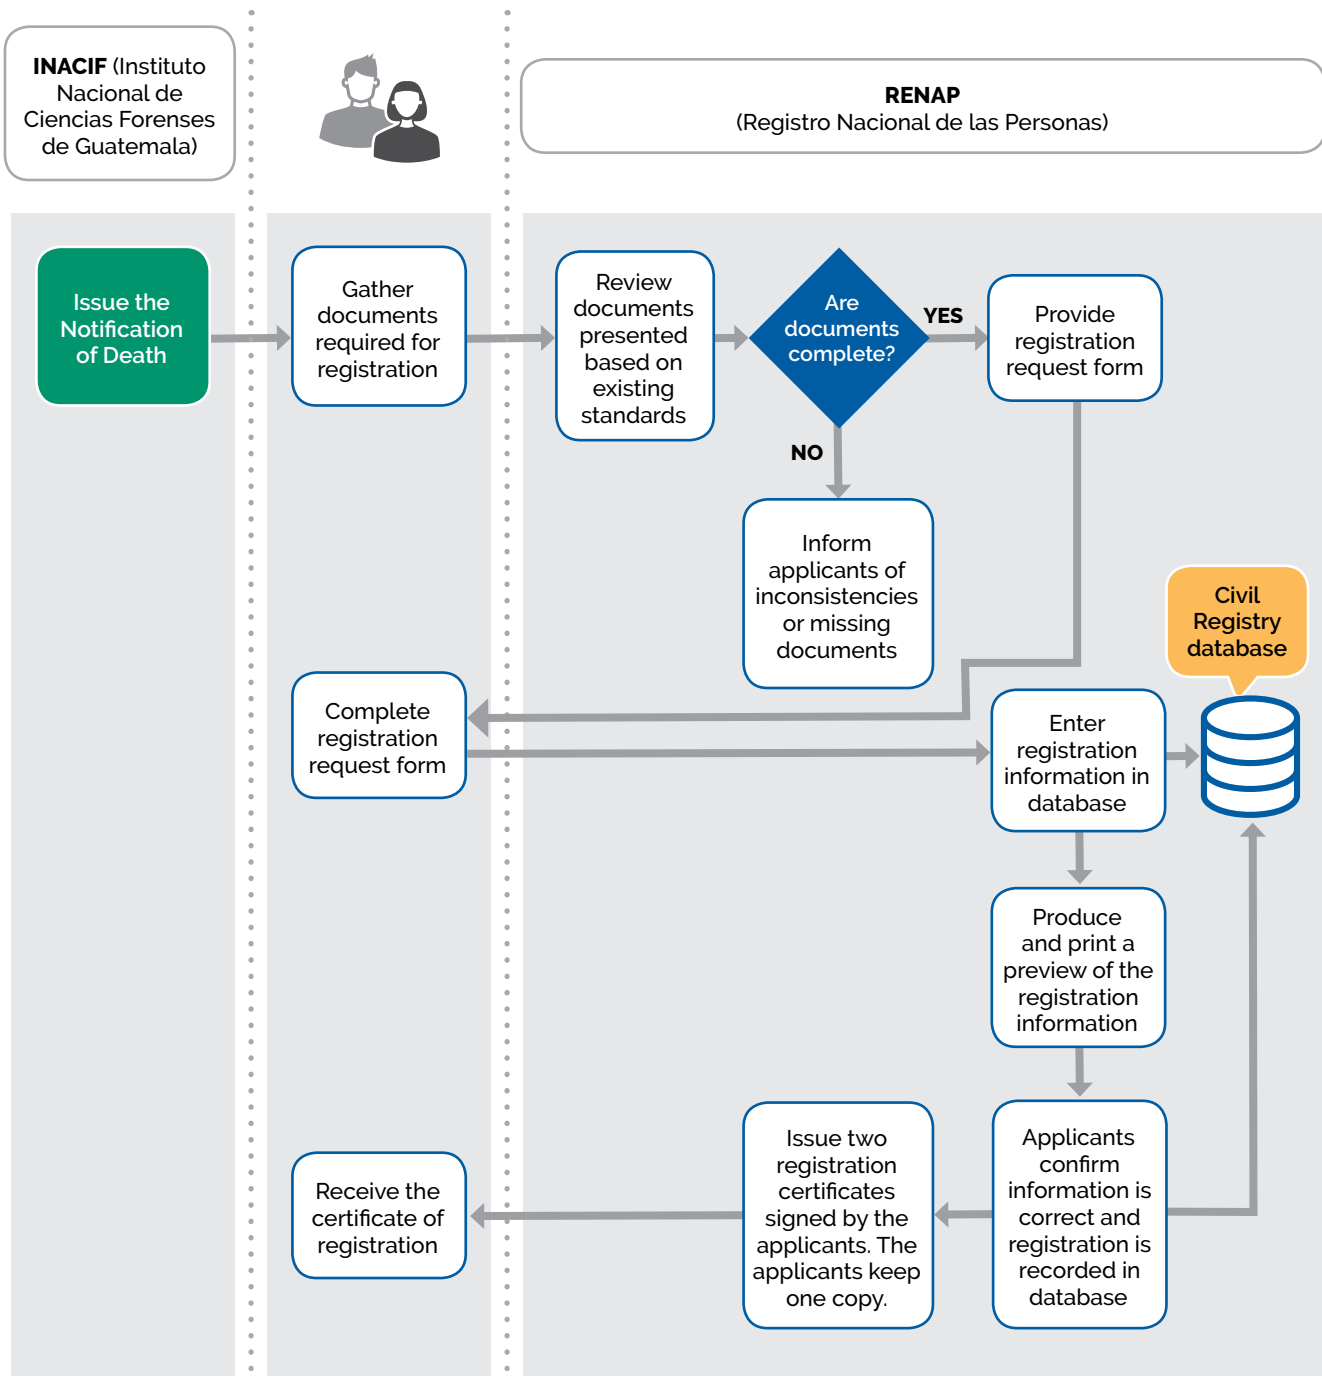 INACIF (Instituto
Nacional de
Ciencias Forenses
de Guatemala)
RENAP
(Registro Nacional de las Personas)
Issue the
Notification
of Death
Gather
documents
required for
registration
Review
documents
presented
based on
existing
standards
Are
documents
complete?
YES
Provide
registration
request form
NO
Inform
applicants of
inconsistencies
or missing
documents
Civil
Registry
database
Complete
registration
request form
Enter
registration
information in
database
Produce
and print a
preview of the
registration
information
Applicants
confirm
information is
correct and
registration is
recorded in
database
Issue two
registration
certificates
signed by the
applicants. The
applicants keep
one copy.
Receive the
certificate of
registration